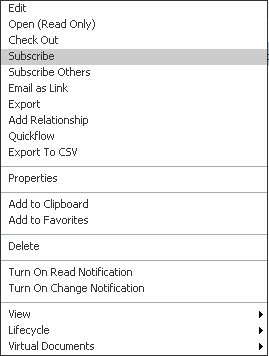 Edit
Open (Read Only)
Check Out
Subscribe
Subscribe Others
Email as Link
Export
Add Relationship
Quickflow
Export To CSV
Properties
Add to Clipboard
Add to Favorites
Delete
Turn On Read Notification
Turn On Change Notification
View
Lifecycle
Virtual Documents